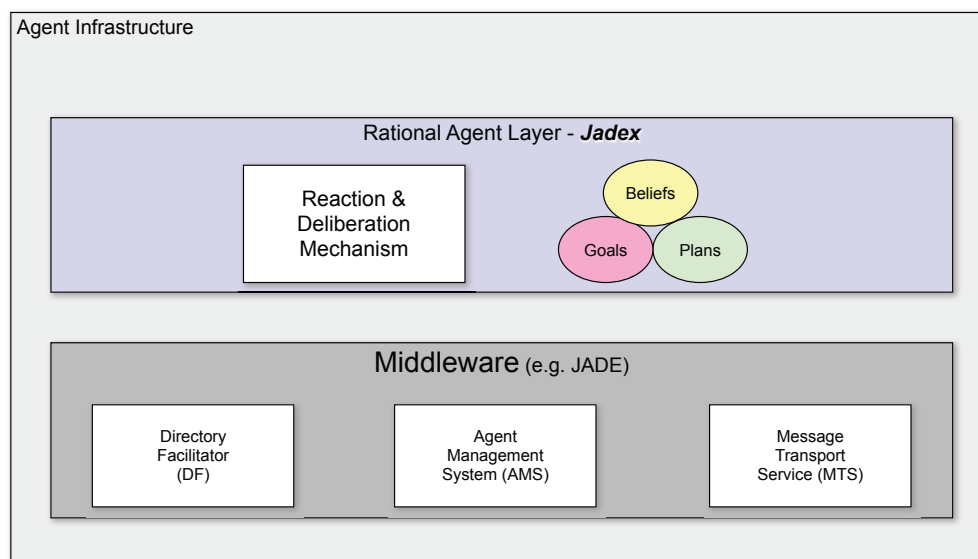 Agent Infrastructure
Rational Agent Layer - Jadex
Reaction &
Deliberation
Mechanism
Beliefs
Goals
Plans
Middleware (e.g. JADE)
Directory
Facilitator
(DF)
Agent
Management
System (AMS)
Message
Transport
Service (MTS)